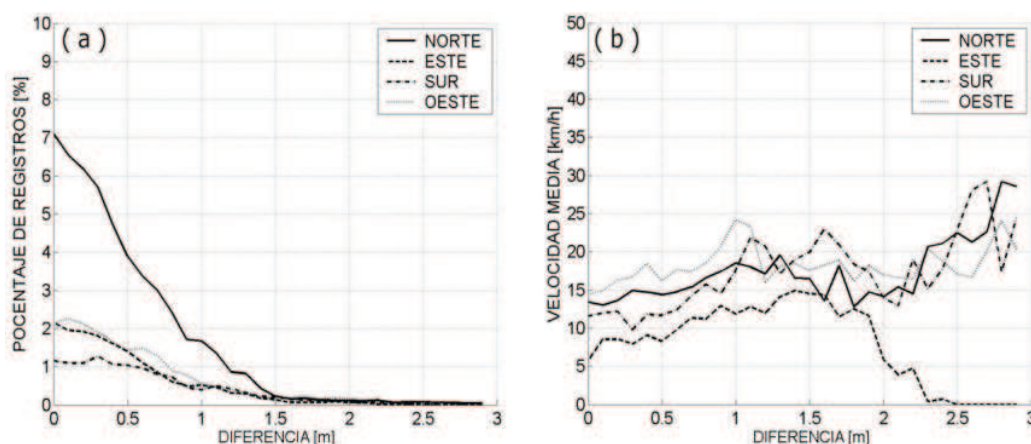 ( a )
NORTE
ESTE
SUR
OESTE
POCENTAJE DE REGISTROS [%]
10
9
8
7
6
5
4
3
2
1
0
0 0.5 1 1.5 2 2.5 3
DIFERENCIA [m]
( b )
NORTE
ESTE
SUR
OESTE
VELOCIDAD MEDIA [km/h]
50
45
40
35
30
25
20
15
10
5
0
0 0.5 1 1.5 2 2.5 3
DIFERENCIA [m]